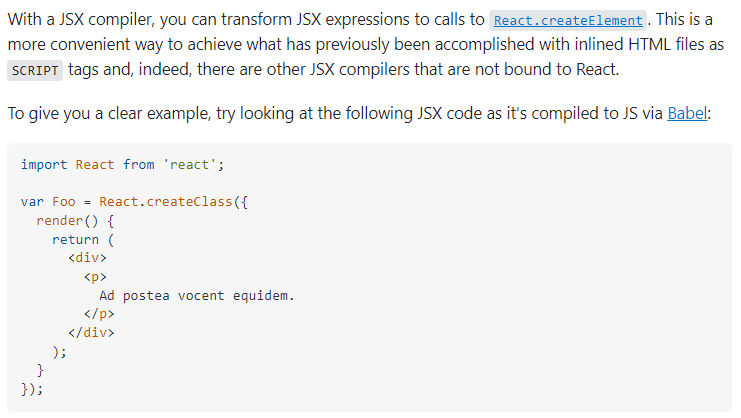 With a JSX compiler, you can transform JSX expressions to calls to React.createElement. This is a
more convenient way to achieve what has previously been accomplished with inlined HTML files as
SCRIPT tags and, indeed, there are other JSX compilers that are not bound to React.
To give you a clear example, try looking at the following JSX code as it's compiled to JS via Babel:
import React from 'react';
var Foo = React.createClass({
  render() {
    return (
      <div>
        <p>
          Ad postea vocent equidem.
        </p>
      </div>
    );
  }
});